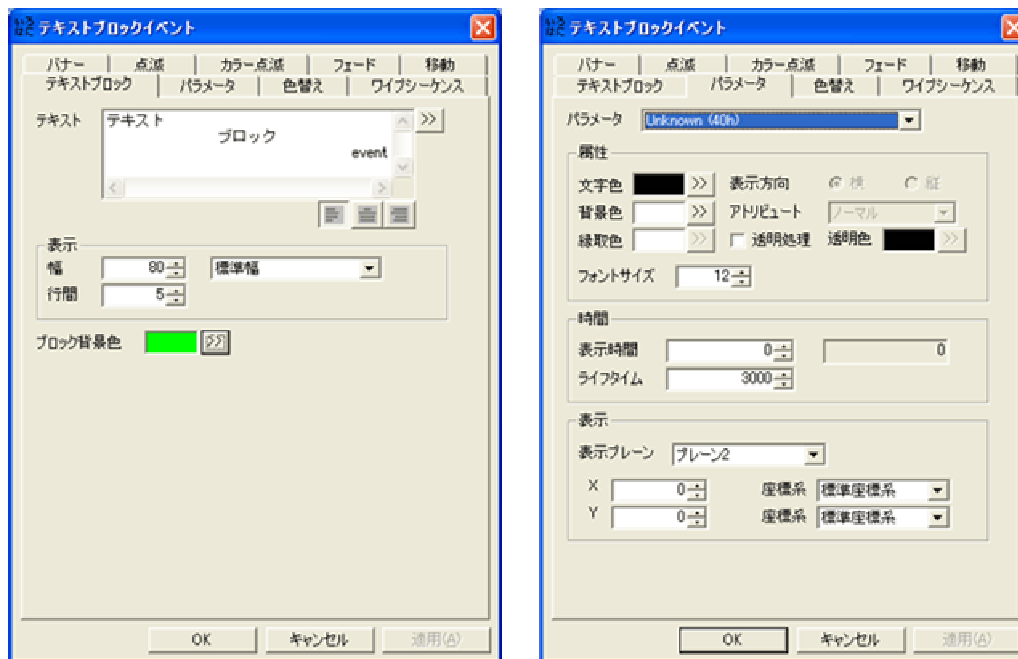 テキストブロックイベント
バナー 点滅 カラー点滅 フェード 移動
テキストブロック パラメータ 色替え ワイプシーケンス
テキスト テキスト >>
ブロック
event
表示
幅 80 標準幅
行間 5
ブロック背景色 >>
OK キャンセル 適用(A)
テキストブロックイベント
バナー 点滅 カラー点滅 フェード 移動
テキストブロック パラメータ 色替え ワイプシーケンス
パラメータ Unknown (40h)
属性
文字色 >> 表示方向 横 縦
背景色 >> アトリビュート ノーマル
縁取色 >> 透明処理 透明色 >>
フォントサイズ 12
時間
表示時間 0 0
ライフタイム 3000
表示
表示プレーン プレーン2
X 0 座標系 標準座標系
Y 0 座標系 標準座標系
OK キャンセル 適用(A)